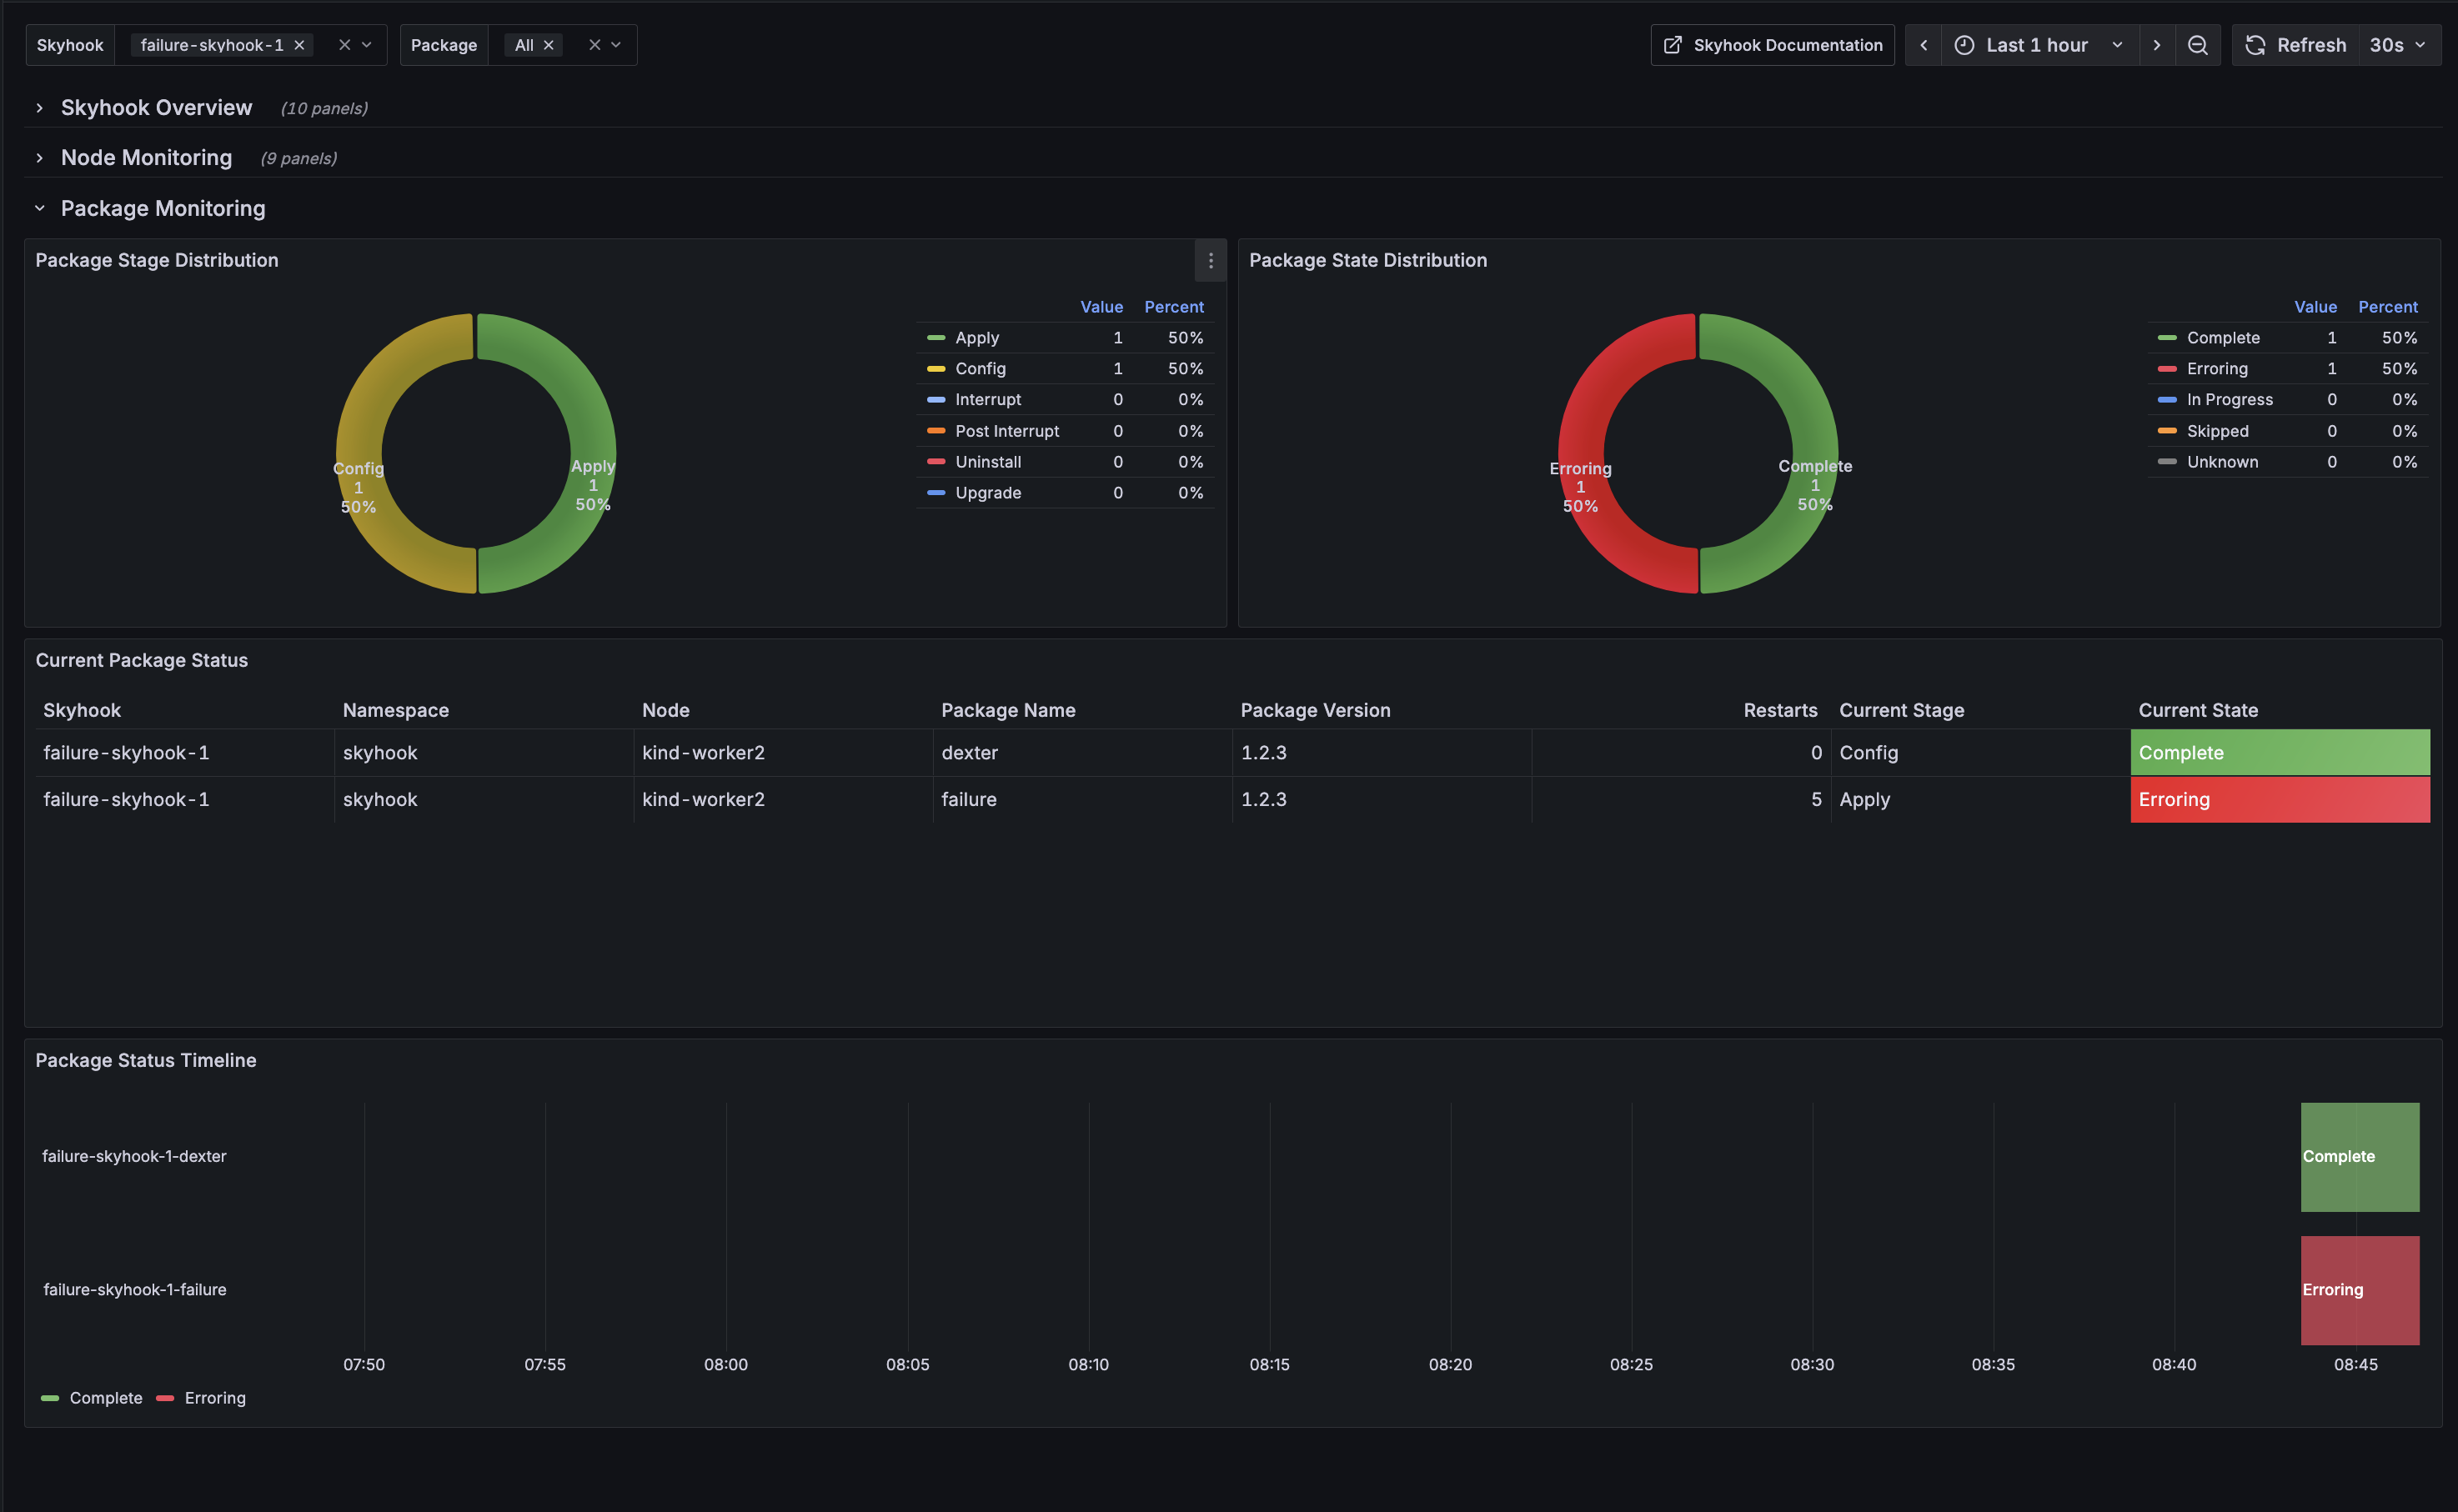 Skyhook failure-skyhook-1 Package All Skyhook Documentation Last 1 hour Refresh 30s
Skyhook Overview (10 panels)
Node Monitoring (9 panels)
Package Monitoring
Package Stage Distribution
Value Percent
Apply 1 50%
Config 1 50%
Interrupt 0 0%
Post Interrupt 0 0%
Uninstall 0 0%
Upgrade 0 0%
Config
1
50%
Apply
1
50%
Package State Distribution
Value Percent
Complete 1 50%
Erroring 1 50%
In Progress 0 0%
Skipped 0 0%
Unknown 0 0%
Erroring
1
50%
Complete
1
50%
Current Package Status
Skyhook Namespace Node Package Name Package Version Restarts Current Stage Current State
failure-skyhook-1 skyhook kind-worker2 dexter 1.2.3 0 Config Complete
failure-skyhook-1 skyhook kind-worker2 failure 1.2.3 5 Apply Erroring
Package Status Timeline
failure-skyhook-1-dexter Complete
failure-skyhook-1-failure Erroring
07:50 07:55 08:00 08:05 08:10 08:15 08:20 08:25 08:30 08:35 08:40 08:45
Complete Erroring